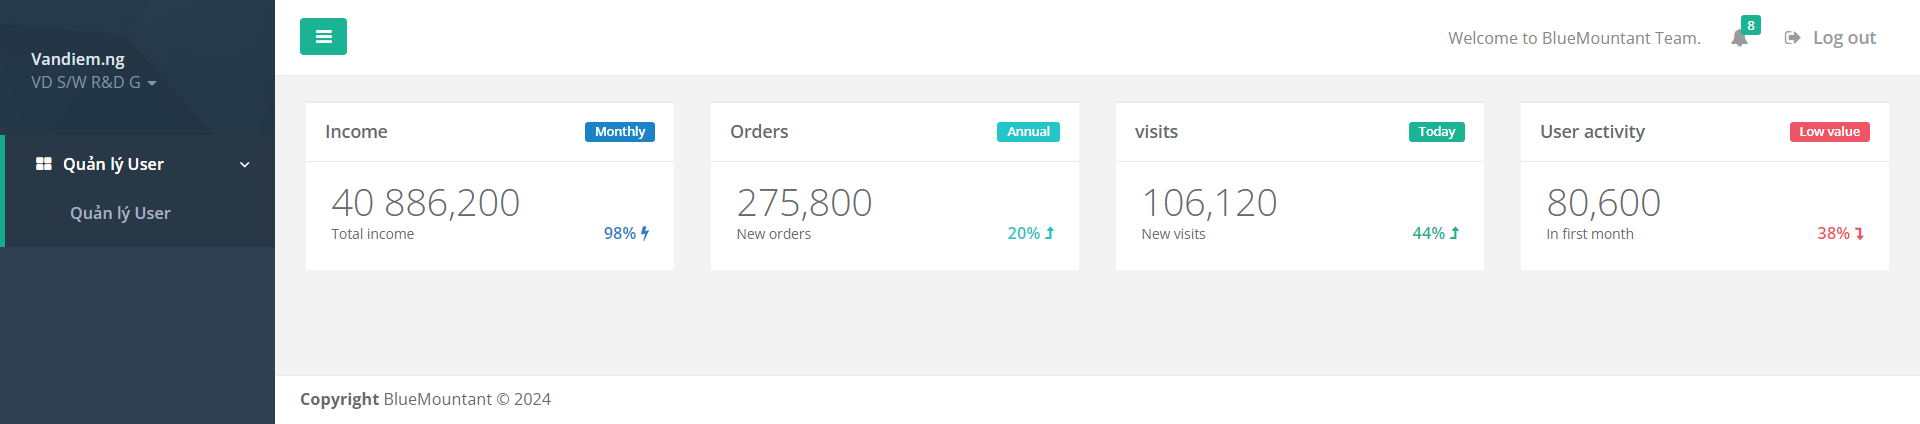 Vandiem.ng
VD S/W R&D G
Quản lý User
Quản lý User
Welcome to BlueMountant Team.
8
Log out
Income
Monthly
40 886,200
Total income
98%
Orders
Annual
275,800
New orders
20%
visits
Today
106,120
New visits
44%
User activity
Low value
80,600
In first month
38%
Copyright BlueMountant © 2024